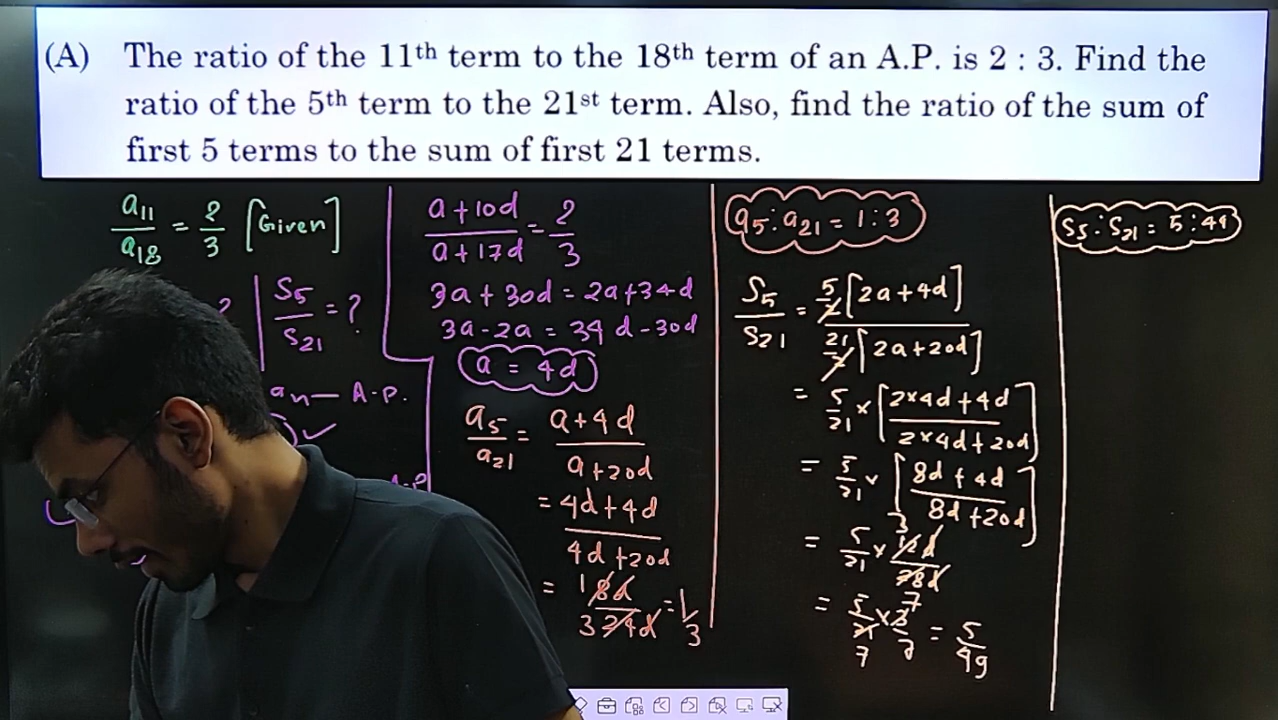 (A) The ratio of the 11th term to the 18th term of an A.P. is 2 : 3. Find the
ratio of the 5th term to the 21st term. Also, find the ratio of the sum of
first 5 terms to the sum of first 21 terms.
a11/a18 = 2/3 [Given]
? | S5/S21 = ?
an — A.P.
A.P
(a+10d)/(a+17d) = 2/3
3a + 30d = 2a + 34d
3a - 2a = 34d - 30d
a = 4d
a5/a21 = (a+4d)/(a+20d)
= (4d+4d)/(4d+20d)
= 8d/24d = 1/3
a5 : a21 = 1 : 3
S5/S21 = 5/2[2a+4d] / 21/2[2a+20d]
= 5/21 × [(2×4d+4d)/(2×4d+20d)]
= 5/21 × [(8d+4d)/(8d+20d)]
= 5/21 × 12d/28d
= 5/21 × 3/7 = 5/49
S5 : S21 = 5 : 49